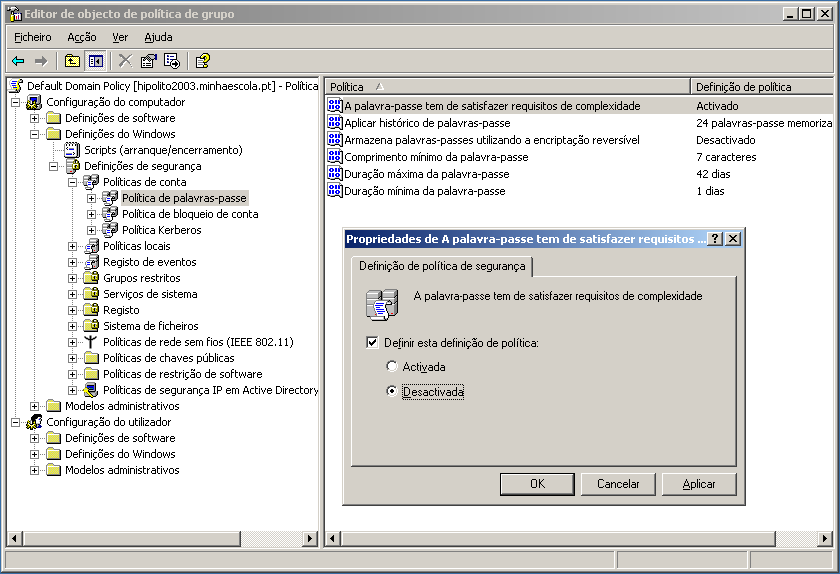 Editor de objecto de política de grupo
Ficheiro Acção Ver Ajuda
Default Domain Policy [hipolito2003.minhaescola.pt] - Política
Configuração do computador
Definições de software
Definições do Windows
Scripts (arranque/encerramento)
Definições de segurança
Políticas de conta
Política de palavras-passe
Política de bloqueio de conta
Política Kerberos
Políticas locais
Registo de eventos
Grupos restritos
Serviços de sistema
Registo
Sistema de ficheiros
Políticas de rede sem fios (IEEE 802.11)
Políticas de chaves públicas
Políticas de restrição de software
Políticas de segurança IP em Active Directory
Modelos administrativos
Configuração do utilizador
Definições de software
Definições do Windows
Modelos administrativos
Política Definição de política
A palavra-passe tem de satisfazer requisitos de complexidade Activado
Aplicar histórico de palavras-passe 24 palavras-passe memoriza
Armazena palavras-passes utilizando a encriptação reversível Desactivado
Comprimento mínimo da palavra-passe 7 caracteres
Duração máxima da palavra-passe 42 dias
Duração mínima da palavra-passe 1 dias
Propriedades de A palavra-passe tem de satisfazer requisitos ...
Definição de política de segurança
A palavra-passe tem de satisfazer requisitos de complexidade
Definir esta definição de política:
Activada
Desactivada
OK Cancelar Aplicar